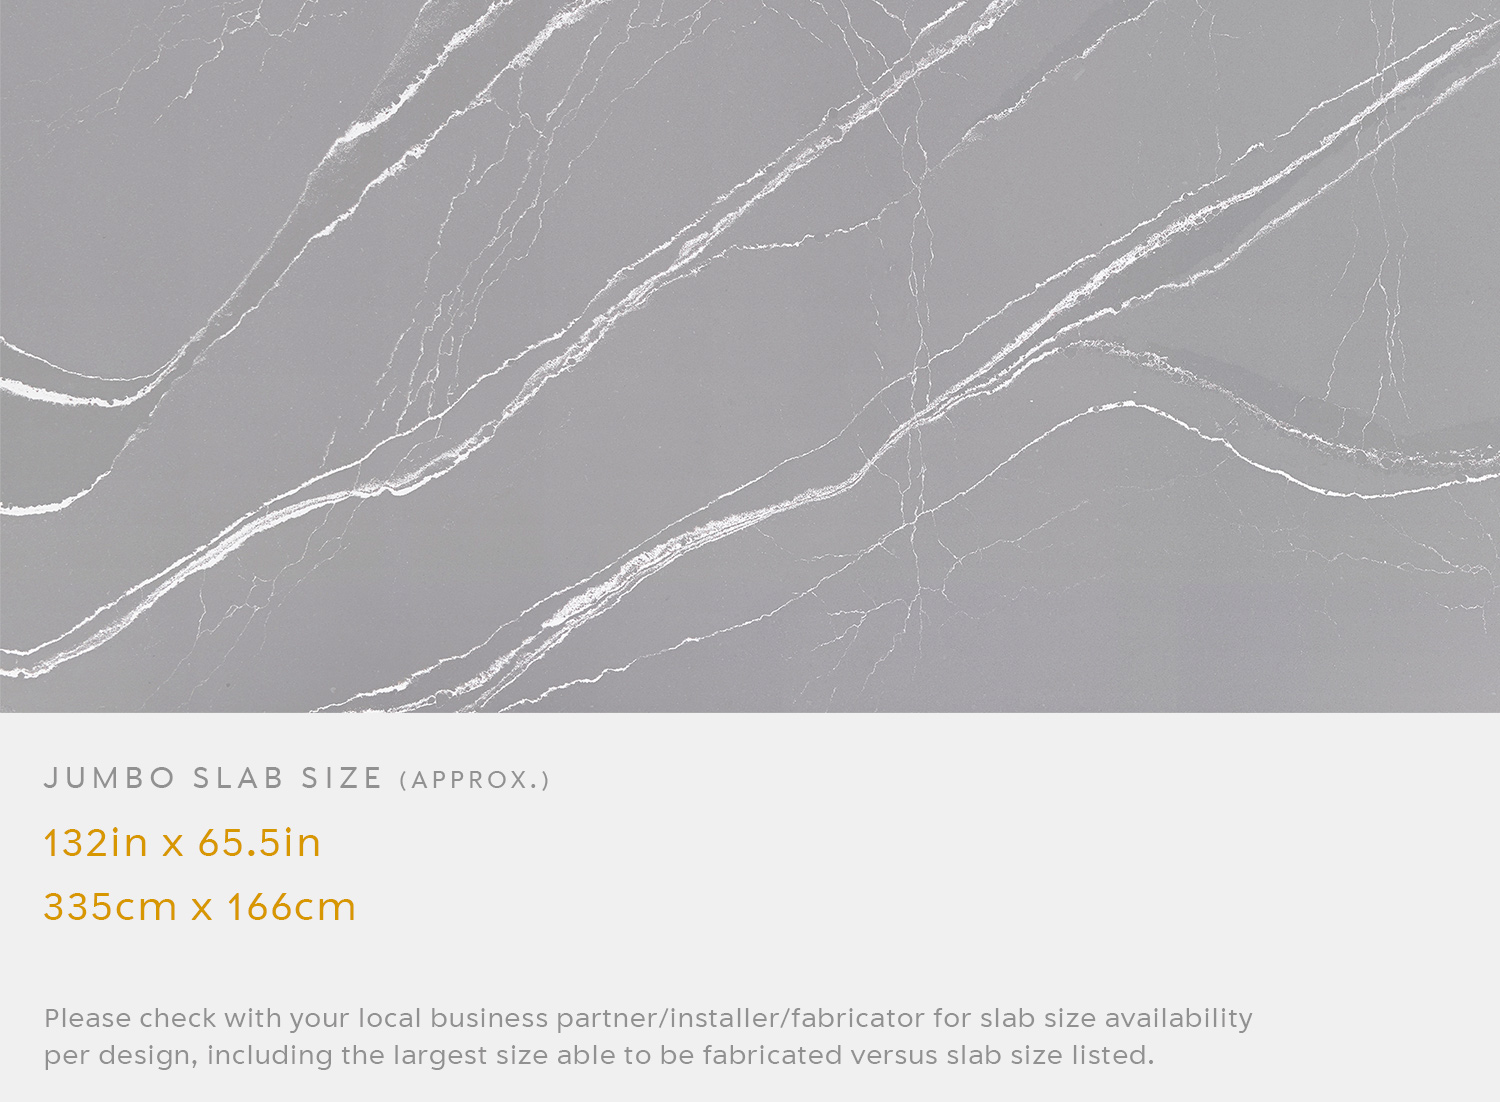 JUMBO SLAB SIZE (APPROX.)
132in x 65.5in
335cm x 166cm
Please check with your local business partner/installer/fabricator for slab size availability
per design, including the largest size able to be fabricated versus slab size listed.